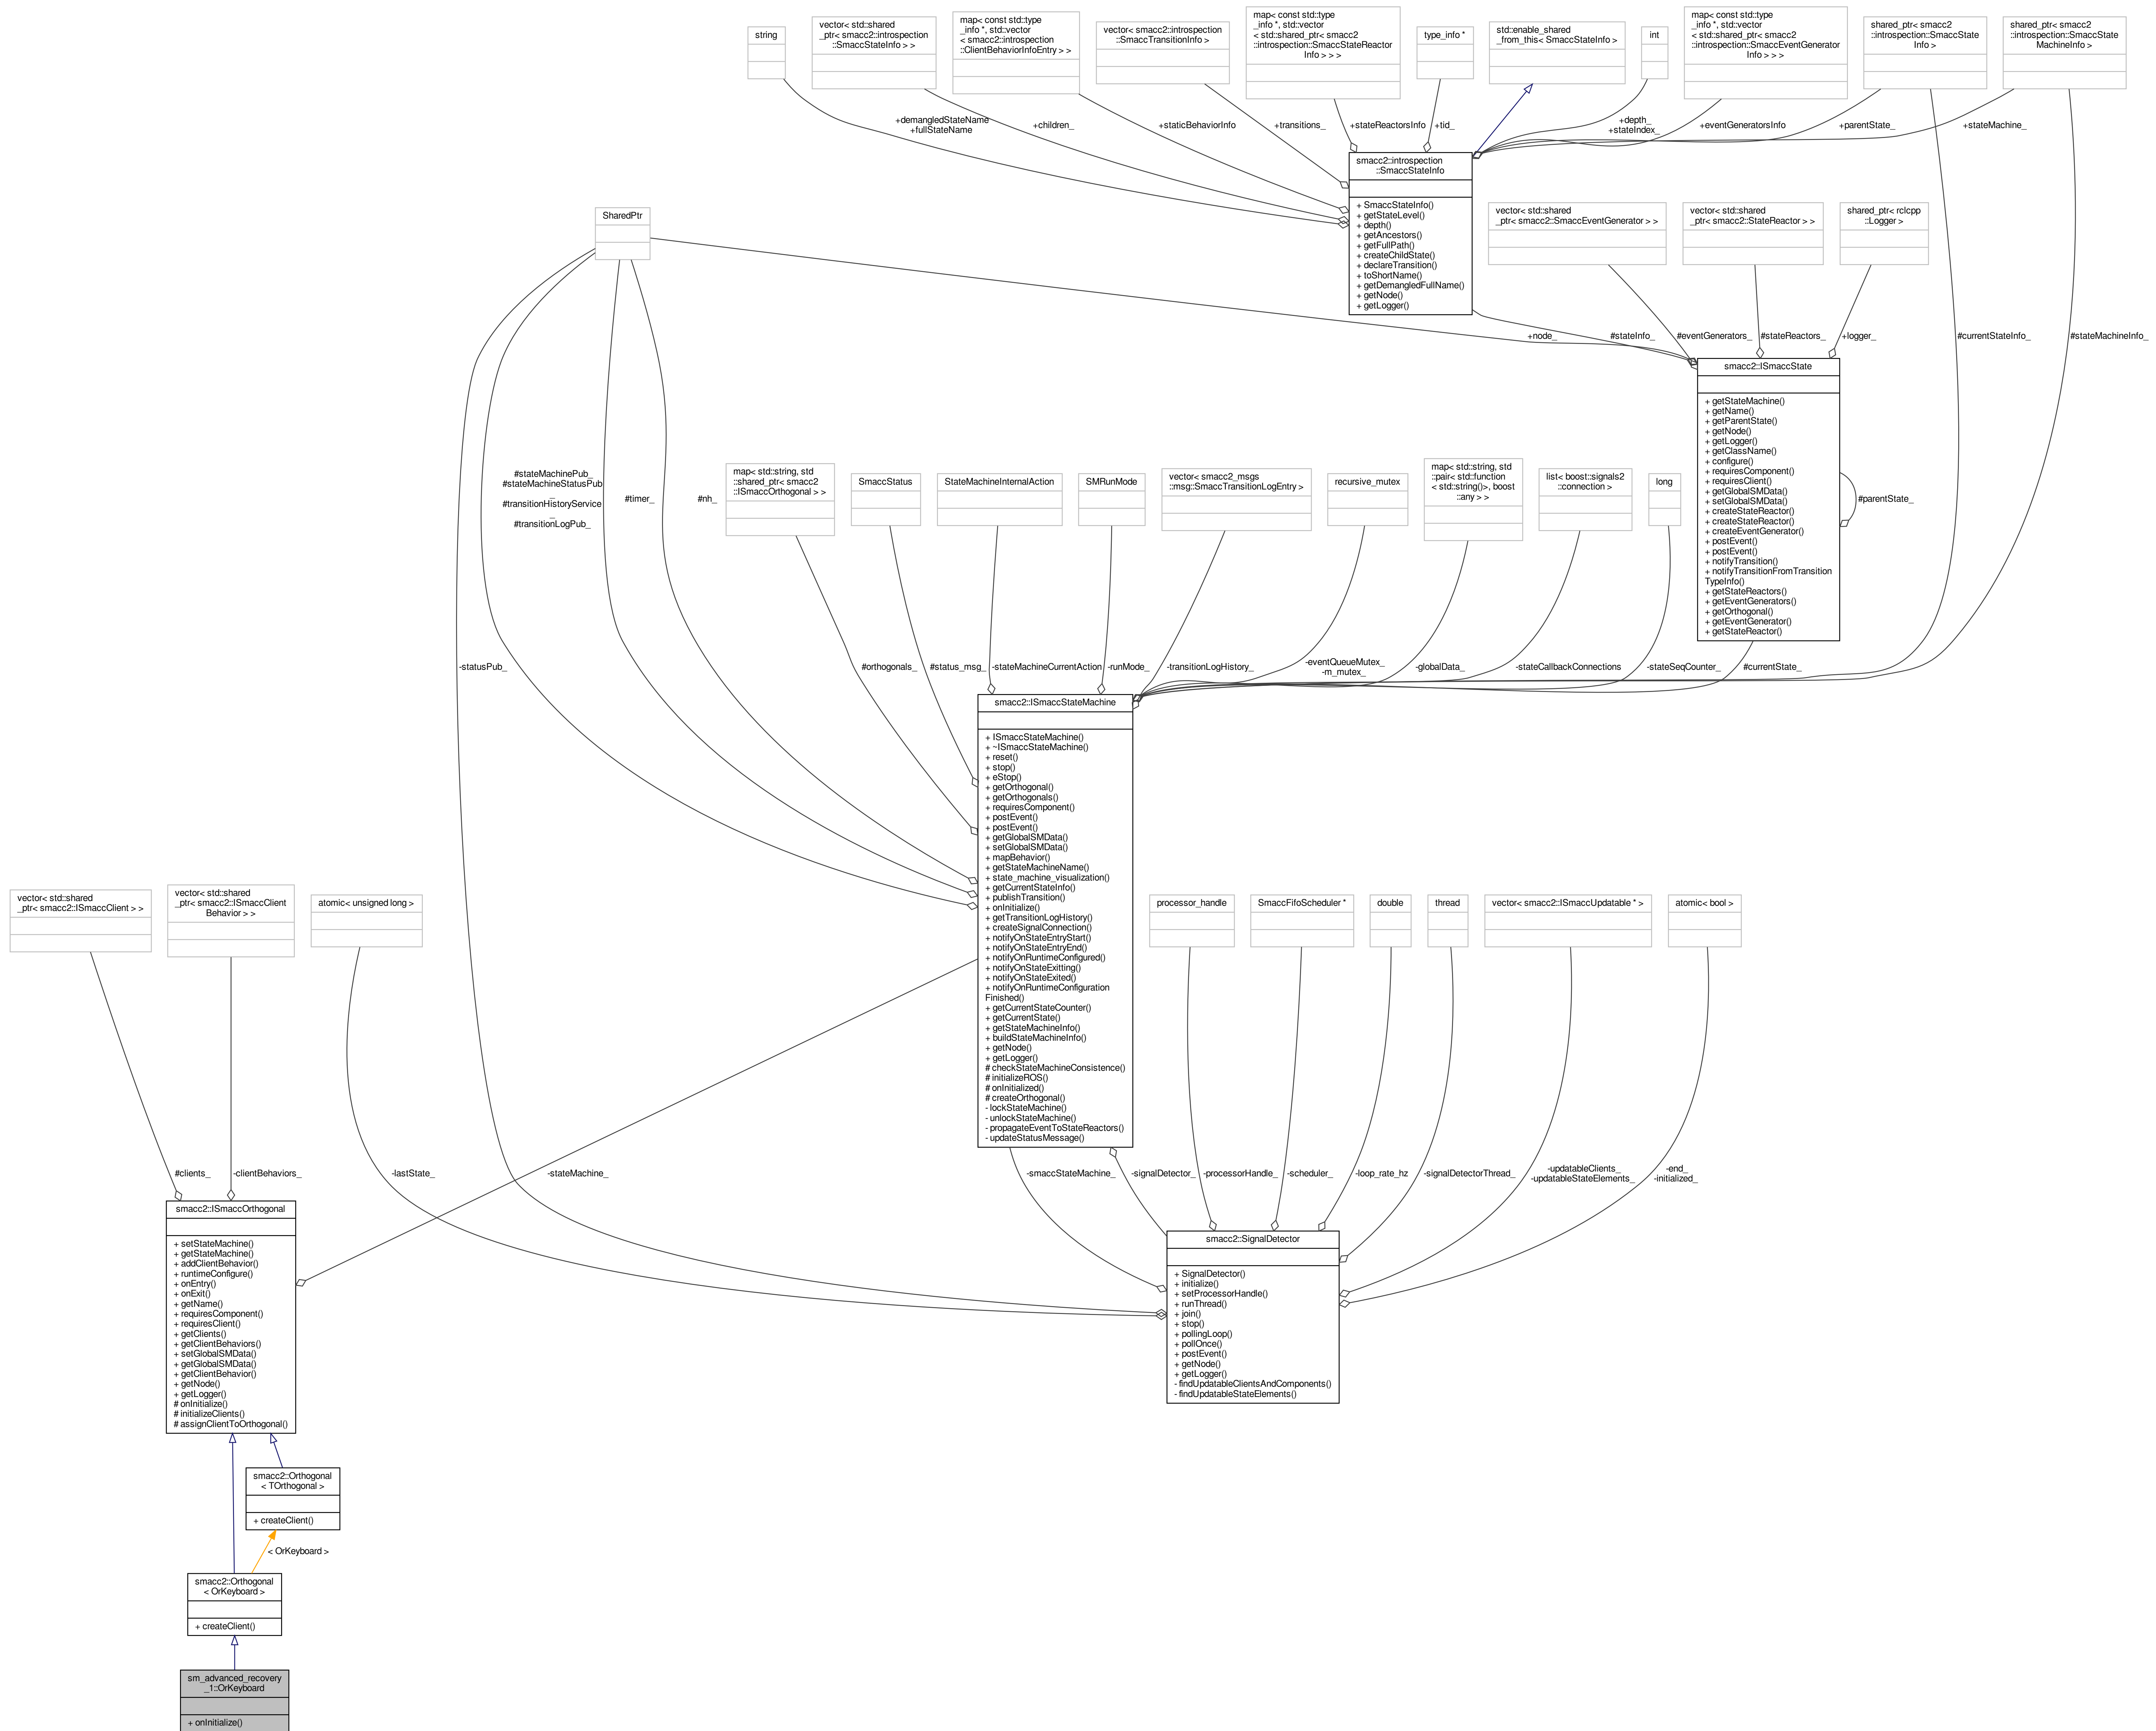 string
vector< std::shared
_ptr< smacc2::introspection
::SmaccStateInfo > >
map< const std::type
_info *, std::vector
< smacc2::introspection
::ClientBehaviorInfoEntry > >
vector< smacc2::introspection
::SmaccTransitionInfo >
map< const std::type
_info *, std::vector
< std::shared_ptr< smacc2
::introspection::SmaccStateReactor
Info > > >
type_info *
std::enable_shared
_from_this< SmaccStateInfo >
int
map< const std::type
_info *, std::vector
< std::shared_ptr< smacc2
::introspection::SmaccEventGenerator
Info > > >
shared_ptr< smacc2
::introspection::SmaccState
Info >
shared_ptr< smacc2
::introspection::SmaccState
MachineInfo >
+demangledStateName
+fullStateName
+children_
+staticBehaviorInfo
+transitions_
+stateReactorsInfo
+tid_
+depth_
+stateIndex_
+eventGeneratorsInfo
+parentState_
+stateMachine_
smacc2::introspection
::SmaccStateInfo
+ SmaccStateInfo()
+ getStateLevel()
+ depth()
+ getAncestors()
+ getFullPath()
+ createChildState()
+ declareTransition()
+ toShortName()
+ getDemangledFullName()
+ getNode()
+ getLogger()
SharedPtr
vector< std::shared
_ptr< smacc2::SmaccEventGenerator > >
vector< std::shared
_ptr< smacc2::StateReactor > >
shared_ptr< rclcpp
::Logger >
+node_
#stateInfo_
#eventGenerators_
#stateReactors_
+logger_
#currentStateInfo_
#stateMachineInfo_
smacc2::ISmaccState
+ getStateMachine()
+ getName()
+ getParentState()
+ getNode()
+ getLogger()
+ getClassName()
+ configure()
+ requiresComponent()
+ requiresClient()
+ getGlobalSMData()
+ setGlobalSMData()
+ createStateReactor()
+ createStateReactor()
+ createEventGenerator()
+ postEvent()
+ postEvent()
+ notifyTransition()
+ notifyTransitionFromTransition
TypeInfo()
+ getStateReactors()
+ getEventGenerators()
+ getOrthogonal()
+ getEventGenerator()
+ getStateReactor()
#parentState_
#stateMachinePub_
#stateMachineStatusPub
_
#transitionHistoryService
_
#transitionLogPub_
#timer_
#nh_
map< std::string, std
::shared_ptr< smacc2
::ISmaccOrthogonal > >
SmaccStatus
StateMachineInternalAction
SMRunMode
vector< smacc2_msgs
::msg::SmaccTransitionLogEntry >
recursive_mutex
map< std::string, std
::pair< std::function
< std::string()>, boost
::any > >
list< boost::signals2
::connection >
long
-statusPub_
#orthogonals_
#status_msg_
-stateMachineCurrentAction
-runMode_
-transitionLogHistory_
-eventQueueMutex_
-m_mutex_
-globalData_
-stateCallbackConnections
-stateSeqCounter_
#currentState_
smacc2::ISmaccStateMachine
+ ISmaccStateMachine()
+ ~ISmaccStateMachine()
+ reset()
+ stop()
+ eStop()
+ getOrthogonal()
+ getOrthogonals()
+ requiresComponent()
+ postEvent()
+ postEvent()
+ getGlobalSMData()
+ setGlobalSMData()
+ mapBehavior()
+ getStateMachineName()
+ state_machine_visualization()
+ getCurrentStateInfo()
+ publishTransition()
+ onInitialize()
+ getTransitionLogHistory()
+ createSignalConnection()
+ notifyOnStateEntryStart()
+ notifyOnStateEntryEnd()
+ notifyOnRuntimeConfigured()
+ notifyOnStateExitting()
+ notifyOnStateExited()
+ notifyOnRuntimeConfiguration
Finished()
+ getCurrentStateCounter()
+ getCurrentState()
+ getStateMachineInfo()
+ buildStateMachineInfo()
+ getNode()
+ getLogger()
# checkStateMachineConsistence()
# initializeROS()
# onInitialized()
# createOrthogonal()
- lockStateMachine()
- unlockStateMachine()
- propagateEventToStateReactors()
- updateStatusMessage()
vector< std::shared
_ptr< smacc2::ISmaccClient > >
vector< std::shared
_ptr< smacc2::ISmaccClient
Behavior > >
atomic< unsigned long >
processor_handle
SmaccFifoScheduler *
double
thread
vector< smacc2::ISmaccUpdatable * >
atomic< bool >
#clients_
-clientBehaviors_
-lastState_
-stateMachine_
-smaccStateMachine_
-signalDetector_
-processorHandle_
-scheduler_
-loop_rate_hz
-signalDetectorThread_
-updatableClients_
-updatableStateElements_
-end_
-initialized_
smacc2::ISmaccOrthogonal
+ setStateMachine()
+ getStateMachine()
+ addClientBehavior()
+ runtimeConfigure()
+ onEntry()
+ onExit()
+ getName()
+ requiresComponent()
+ requiresClient()
+ getClients()
+ getClientBehaviors()
+ setGlobalSMData()
+ getGlobalSMData()
+ getClientBehavior()
+ getNode()
+ getLogger()
# onInitialize()
# initializeClients()
# assignClientToOrthogonal()
smacc2::SignalDetector
+ SignalDetector()
+ initialize()
+ setProcessorHandle()
+ runThread()
+ join()
+ stop()
+ pollingLoop()
+ pollOnce()
+ postEvent()
+ getNode()
+ getLogger()
- findUpdatableClientsAndComponents()
- findUpdatableStateElements()
smacc2::Orthogonal
< TOrthogonal >
+ createClient()
< OrKeyboard >
smacc2::Orthogonal
< OrKeyboard >
+ createClient()
sm_advanced_recovery
_1::OrKeyboard
+ onInitialize()